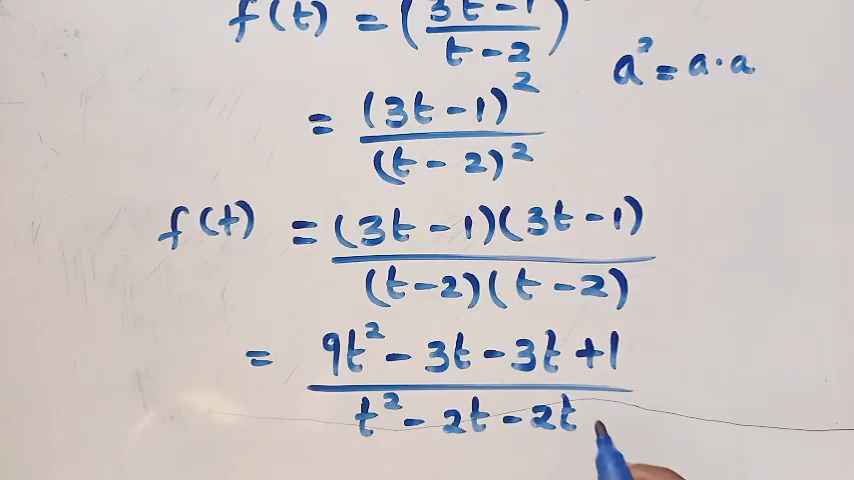 f(t) = (3t-1/t-2)
a² = a·a
= (3t-1)²/(t-2)²
f(t) = (3t-1)(3t-1)/(t-2)(t-2)
= 9t²-3t-3t+1/t²-2t-2t